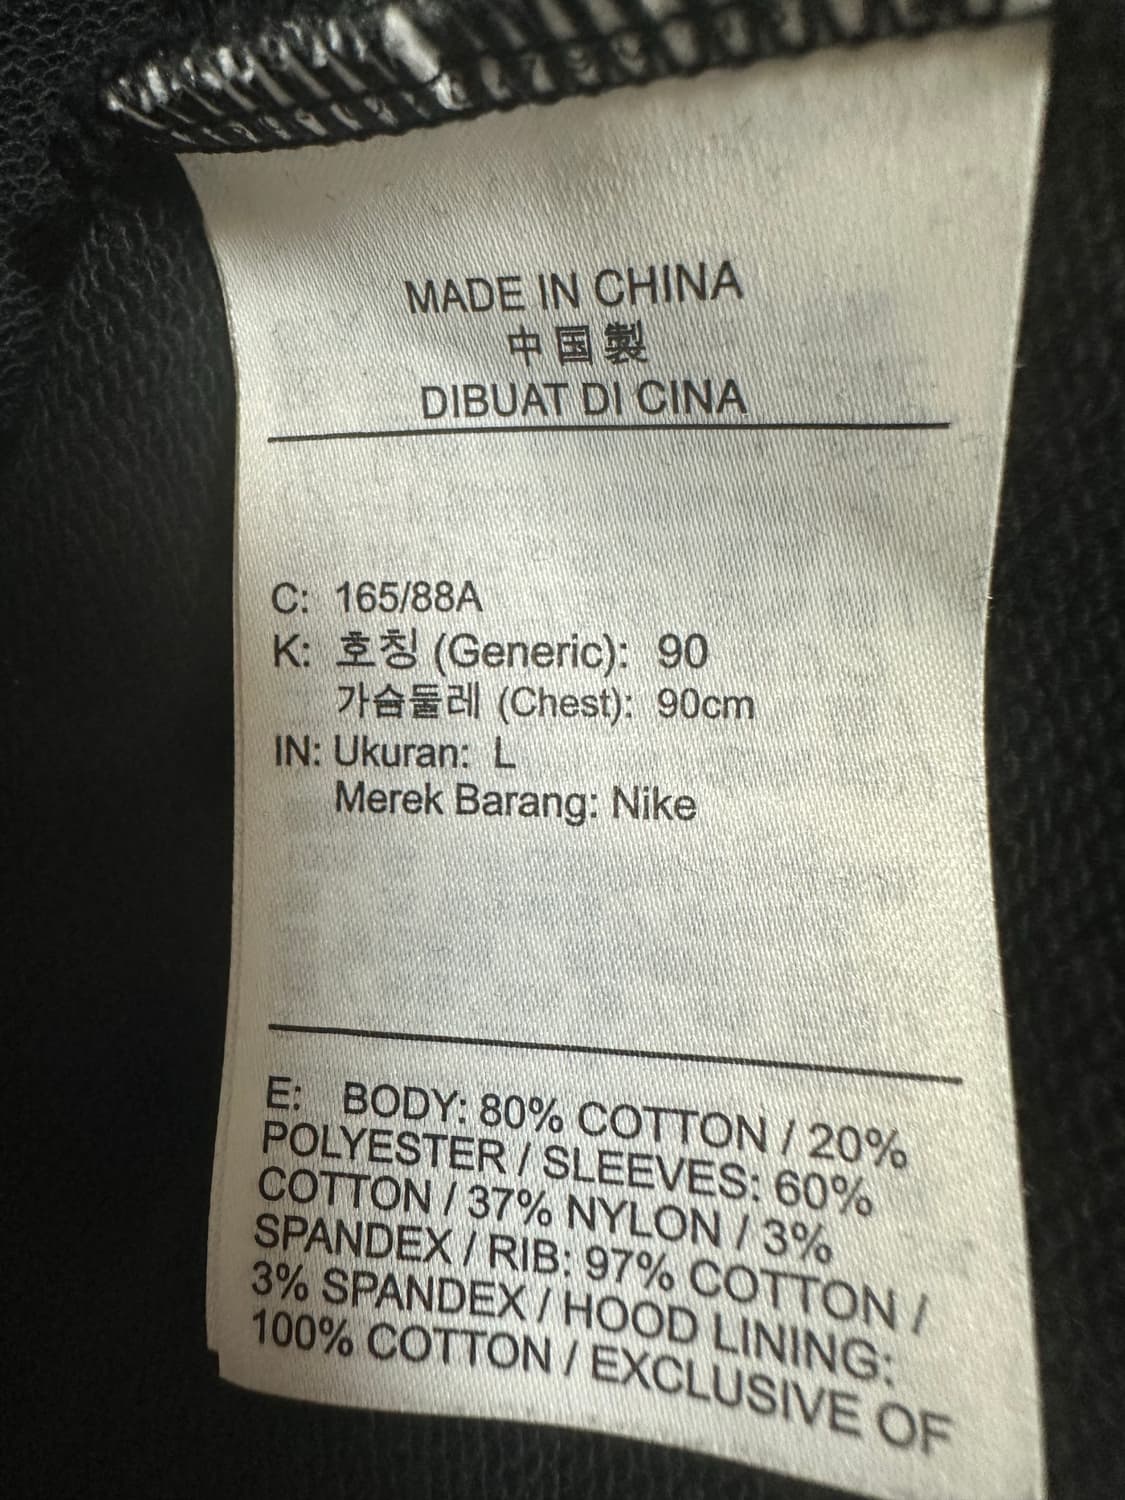 MADE IN CHINA
中国製
DIBUAT DI CINA
C: 165/88A
K: 호칭 (Generic): 90
가슴둘레 (Chest): 90cm
IN: Ukuran: L
Merek Barang: Nike
E: BODY: 80% COTTON / 20%
POLYESTER / SLEEVES: 60%
COTTON / 37% NYLON / 3%
SPANDEX / RIB: 97% COTTON /
3% SPANDEX / HOOD LINING:
100% COTTON / EXCLUSIVE OF